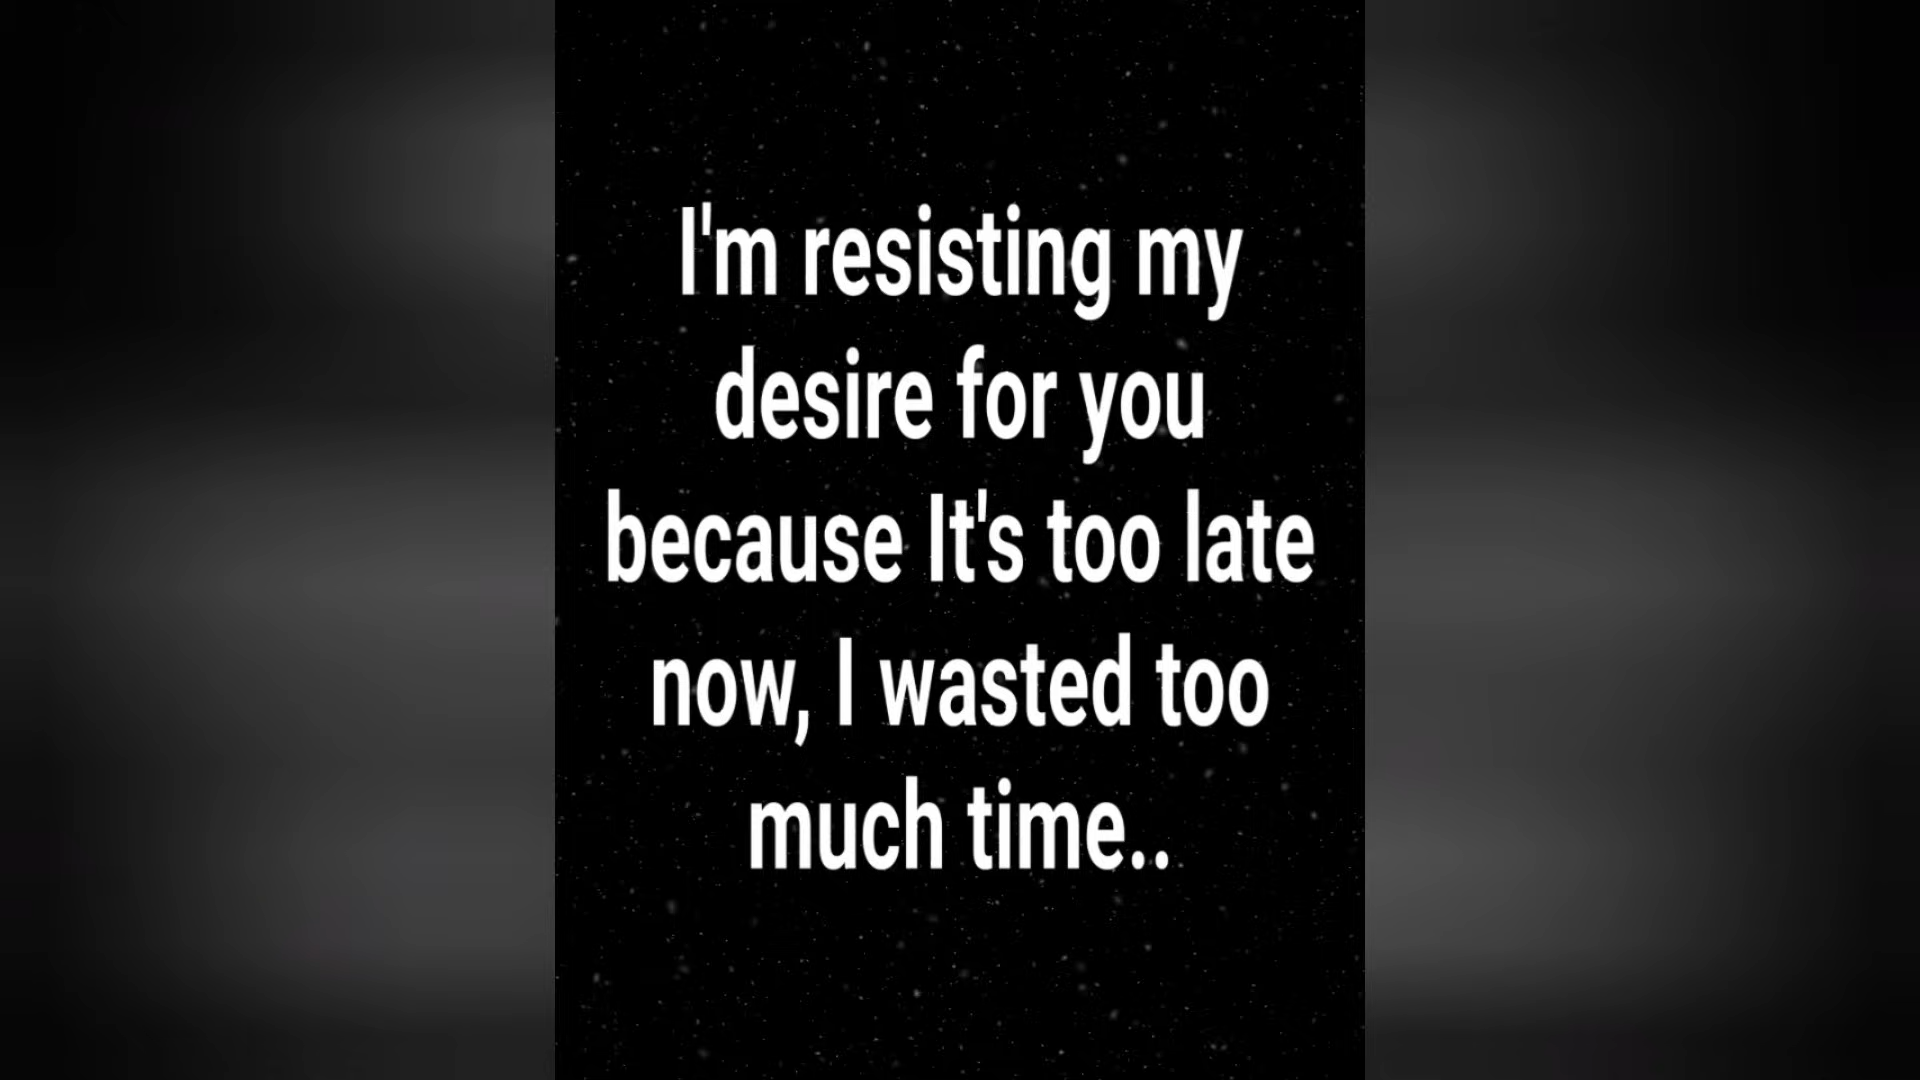 I'm resisting my
desire for you
because It's too late
now, I wasted too
much time..